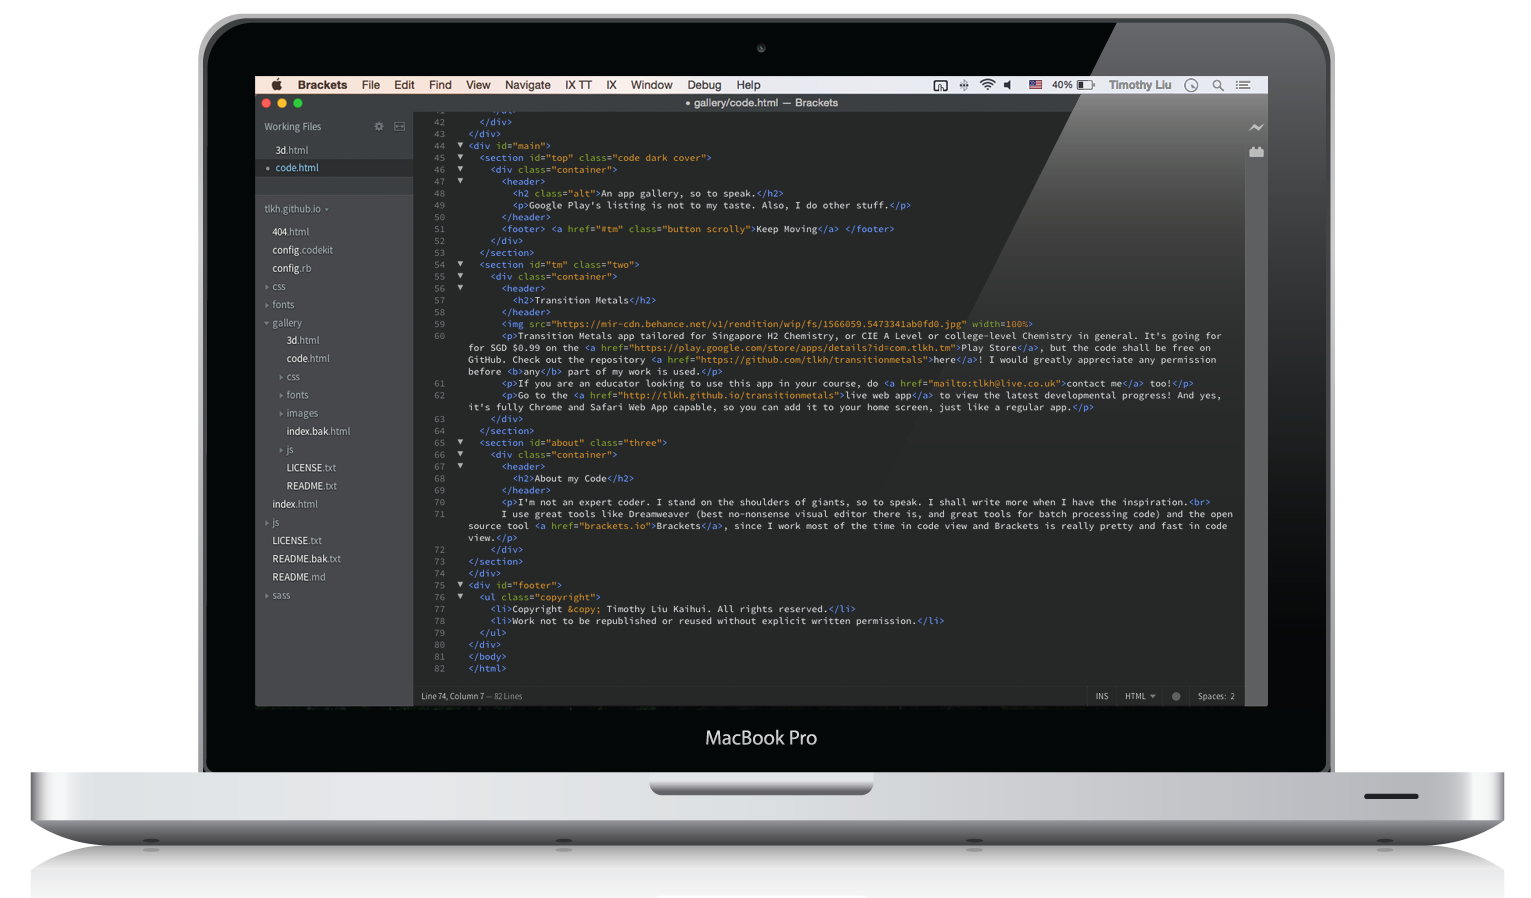 Brackets File Edit Find View Navigate IX TT IX Window Debug Help 40% Timothy Liu
• gallery/code.html — Brackets
Working Files
3d.html
• code.html
tlkh.github.io
404.html
config.codekit
config.rb
css
fonts
gallery
3d.html
code.html
css
fonts
images
index.bak.html
js
LICENSE.txt
README.txt
index.html
js
LICENSE.txt
README.bak.txt
README.md
sass
42 </div>
43 </div>
44 <div id="main">
45 <section id="top" class="code dark cover">
46 <div class="container">
47 <header>
48 <h2 class="alt">An app gallery, so to speak.</h2>
49 <p>Google Play's listing is not to my taste. Also, I do other stuff.</p>
50 </header>
51 <footer> <a href="#tm" class="button scrolly">Keep Moving</a> </footer>
52 </div>
53 </section>
54 <section id="tm" class="two">
55 <div class="container">
56 <header>
57 <h2>Transition Metals</h2>
58 </header>
59 <img src="https://mir-cdn.behance.net/v1/rendition/wip/fs/1566059.5473341ab0fd0.jpg" width=100%>
60 <p>Transition Metals app tailored for Singapore H2 Chemistry, or CIE A Level or college-level Chemistry in general. It's going for
for SGD $0.99 on the <a href="https://play.google.com/store/apps/details?id=com.tlkh.tm">Play Store</a>, but the code shall be free on
GitHub. Check out the repository <a href="https://github.com/tlkh/transitionmetals">here</a>! I would greatly appreciate any permission
before <b>any</b> part of my work is used.</p>
61 <p>If you are an educator looking to use this app in your course, do <a href="mailto:tlkh@live.co.uk">contact me</a> too!</p>
62 <p>Go to the <a href="http://tlkh.github.io/transitionmetals">live web app</a> to view the latest developmental progress! And yes,
it's fully Chrome and Safari Web App capable, so you can add it to your home screen, just like a regular app.</p>
63 </div>
64 </section>
65 <section id="about" class="three">
66 <div class="container">
67 <header>
68 <h2>About my Code</h2>
69 </header>
70 <p>I'm not an expert coder. I stand on the shoulders of giants, so to speak. I shall write more when I have the inspiration.<br>
71 I use great tools like Dreamweaver (best no-nonsense visual editor there is, and great tools for batch processing code) and the open
source tool <a href="brackets.io">Brackets</a>, since I work most of the time in code view and Brackets is really pretty and fast in code
view.</p>
72 </div>
73 </section>
74 </div>
75 <div id="footer">
76 <ul class="copyright">
77 <li>Copyright &copy; Timothy Liu Kaihui. All rights reserved.</li>
78 <li>Work not to be republished or reused without explicit written permission.</li>
79 </ul>
80 </div>
81 </body>
82 </html>
Line 74, Column 7 — 82 Lines INS HTML Spaces: 2
MacBook Pro